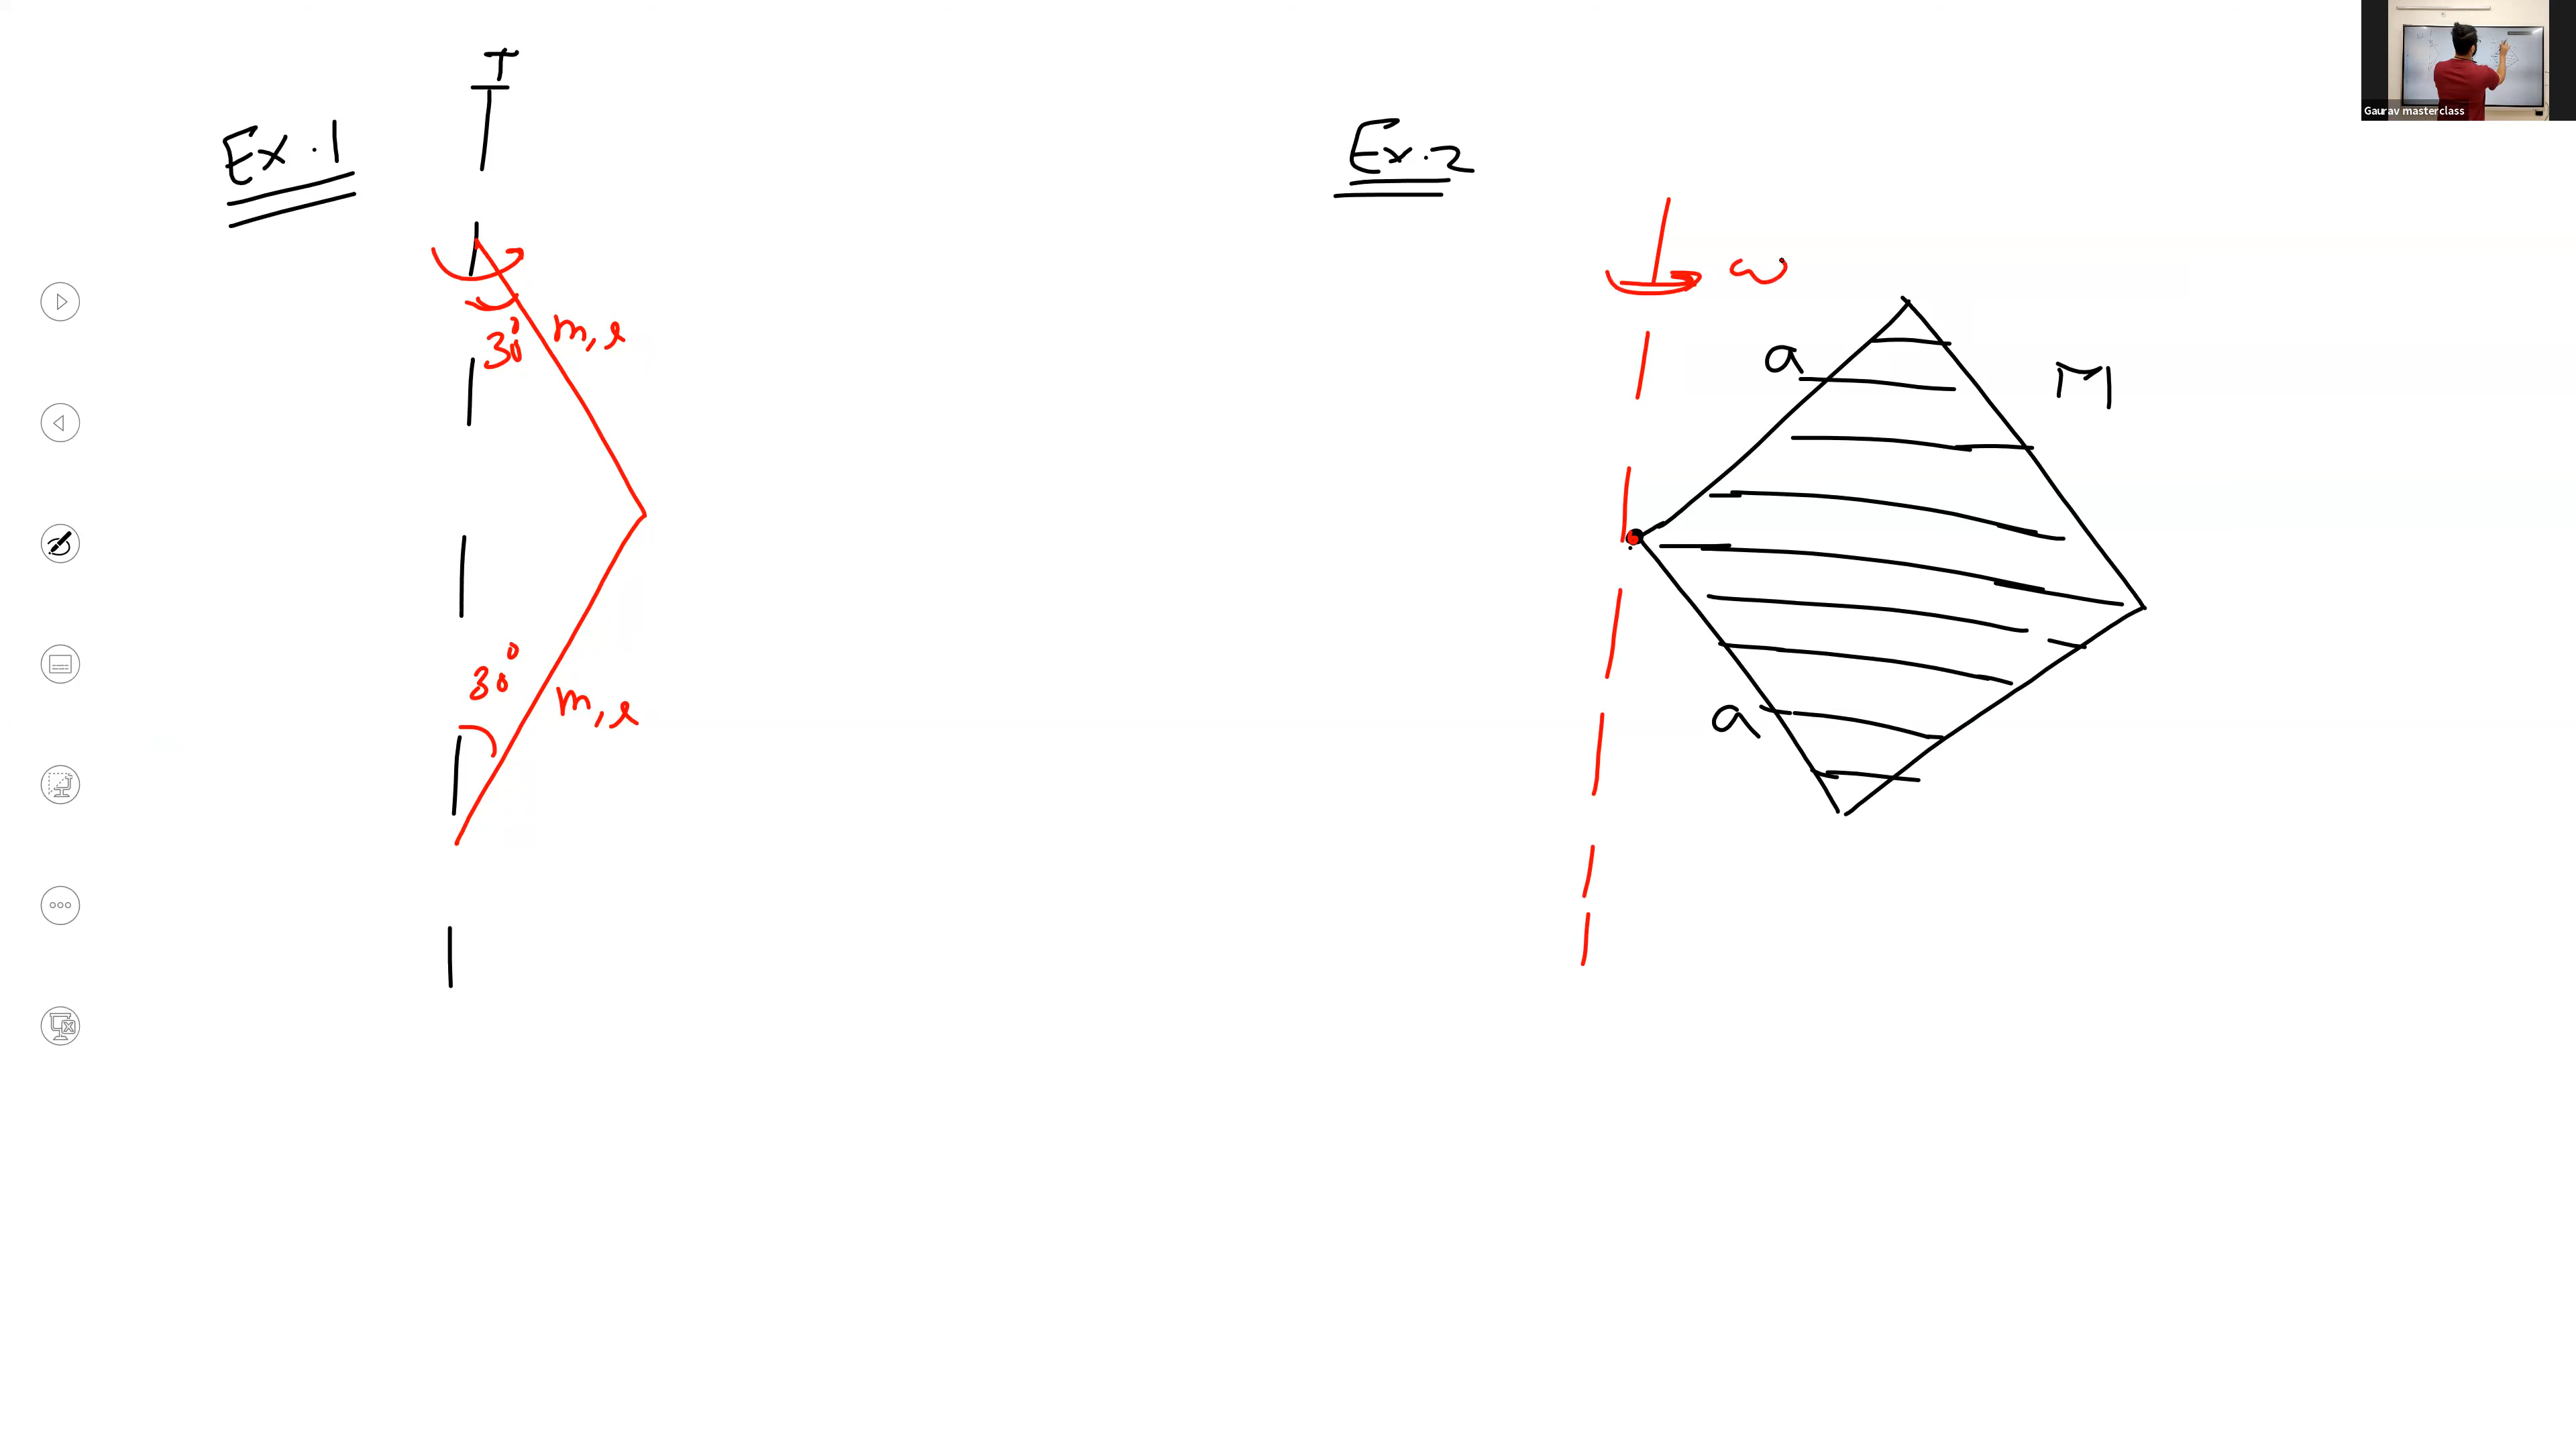 Ex.1
30°
m, l
30°
m, l
Ex.2
ω
a
M
a
Gaurav masterclass